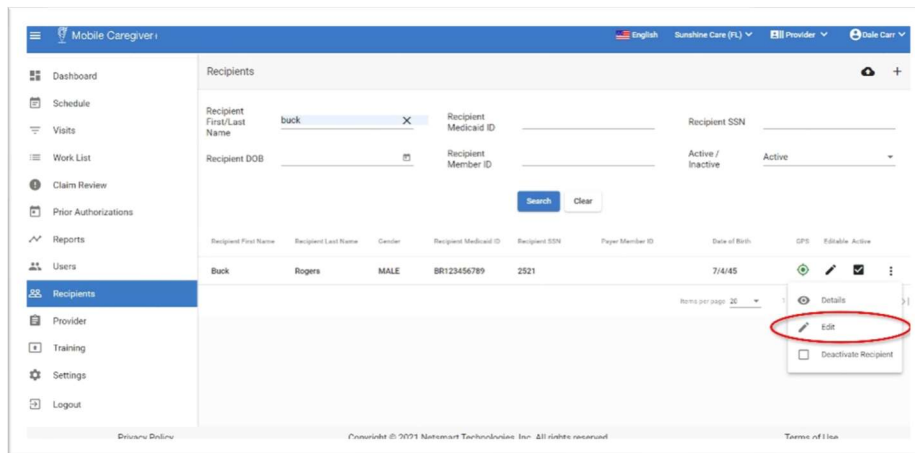 Mobile Caregiver+ English Sunshine Care (FL) Provider Dale Carr
Dashboard
Schedule
Visits
Work List
Claim Review
Prior Authorizations
Reports
Users
Recipients
Provider
Training
Settings
Logout
Recipients
Recipient First/Last Name buck Recipient Medicaid ID Recipient SSN
Recipient DOB Recipient Member ID Active / Inactive Active
Search Clear
Recipient First Name Recipient Last Name Gender Recipient Medicaid ID Recipient SSN Payer Member ID Date of Birth GPS Editable Active
Buck Rogers MALE BR123456789 2521 7/4/45
Items per page 20
Details
Edit
Deactivate Recipient
Privacy Policy Copyright © 2021 Netsmart Technologies, Inc. All rights reserved Terms of Use